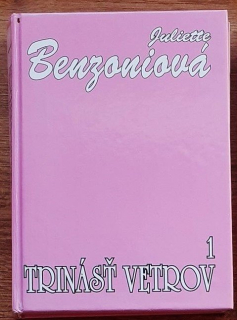 Juliette
Benzoniová
1
TRINÁSŤ VETROV